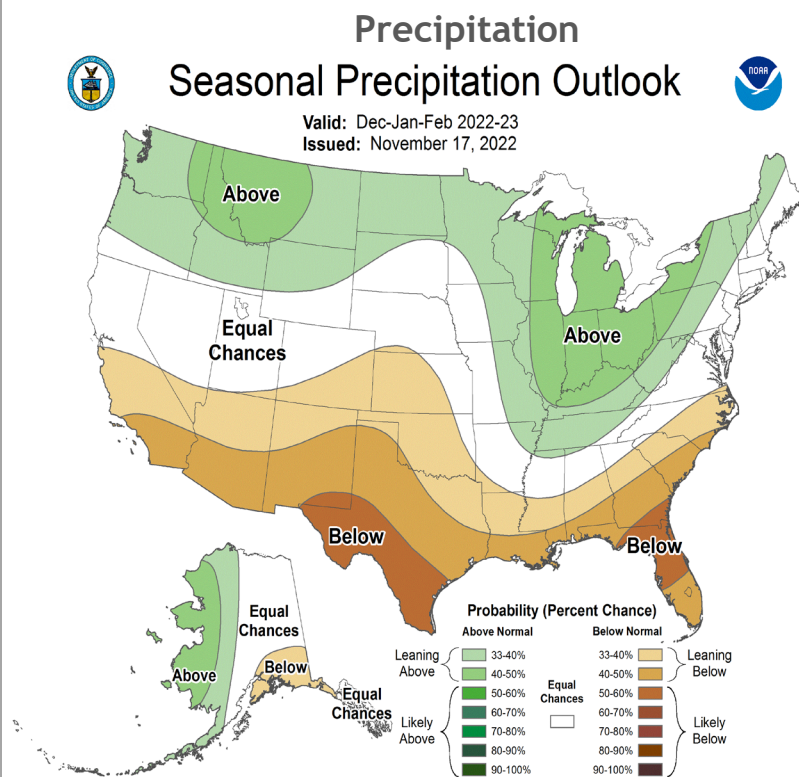 Precipitation
Seasonal Precipitation Outlook
NOAA
Valid: Dec-Jan-Feb 2022-23
Issued: November 17, 2022
Above
Equal
Chances
Above
Below
Below
Equal
Chances
Above
Below
Equal
Chances
Probability (Percent Chance)
Above Normal
Below Normal
Leaning
Above
33-40%
40-50%
50-60%
60-70%
70-80%
80-90%
90-100%
Likely
Above
Equal
Chances
33-40%
40-50%
50-60%
60-70%
70-80%
80-90%
90-100%
Leaning
Below
Likely
Below